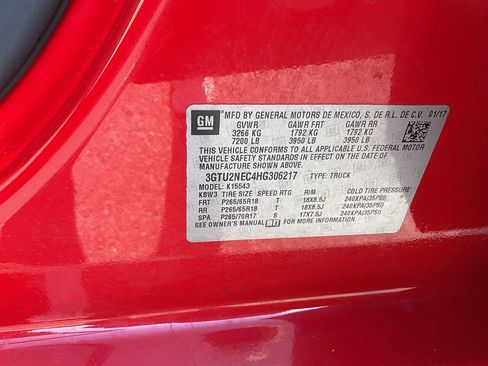 GM
MFD BY GENERAL MOTORS DE MEXICO, S. DE R.L. DE C.V. 01/17
GVWR GAWR FRT GAWR RR
3266 KG 1792 KG 1792 KG
7200 LB 3950 LB 3950 LB
THIS VEHICLE CONFORMS TO ALL APPLICABLE U.S. FEDERAL MOTOR
VEHICLE SAFETY STANDARDS IN EFFECT ON THE DATE OF
MANUFACTURE SHOWN ABOVE.
3GTU2NEC4HG306217 TYPE: TRUCK
MODEL: K15543
KBW3 TIRE SIZE SPEED RTG RIM COLD TIRE PRESSURE
FRT P265/65R18 T 18X8.5J 240KPA(35PSI)
RR P265/65R18 T 18X8.5J 240KPA(35PSI)
SPA P265/70R17 S 17X7.5J 240KPA(35PSI)
SEE OWNER'S MANUAL FOR MORE INFORMATION.